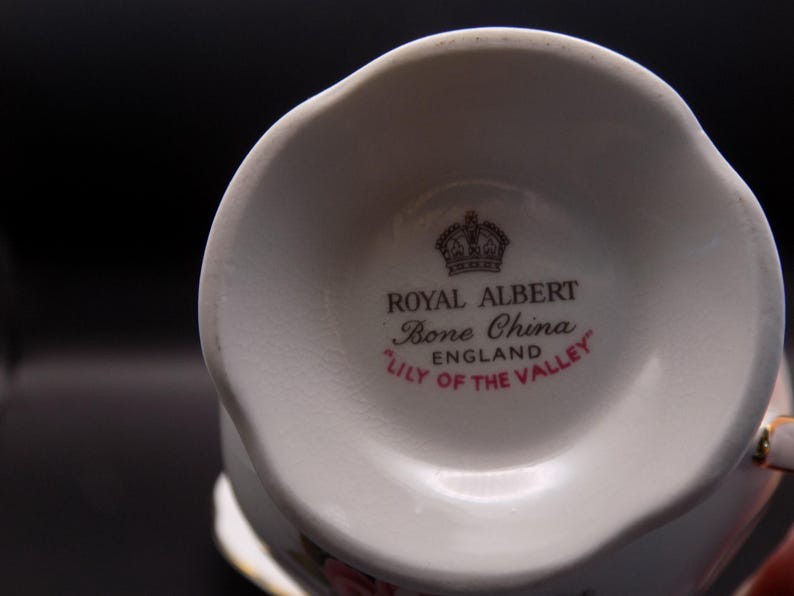 ROYAL ALBERT
Bone China
ENGLAND
"LILY OF THE VALLEY"